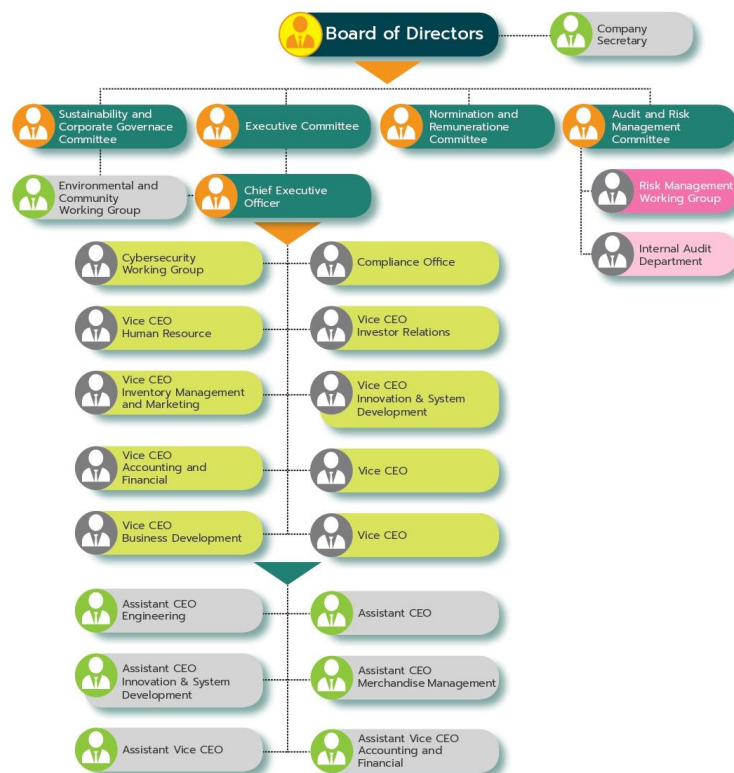 Board of Directors
Company
Secretary
Sustainability and
Corporate Governace
Committee
Executive Committee
Normination and
Remuneratione
Committee
Audit and Risk
Management
Committee
Environmental and
Community
Working Group
Chief Executive
Officer
Risk Management
Working Group
Internal Audit
Department
Cybersecurity
Working Group
Compliance Office
Vice CEO
Human Resource
Vice CEO
Investor Relations
Vice CEO
Inventory Management
and Marketing
Vice CEO
Innovation & System
Development
Vice CEO
Accounting and
Financial
Vice CEO
Vice CEO
Business Development
Vice CEO
Assistant CEO
Engineering
Assistant CEO
Assistant CEO
Innovation & System
Development
Assistant CEO
Merchandise Management
Assistant Vice CEO
Assistant Vice CEO
Accounting and
Financial